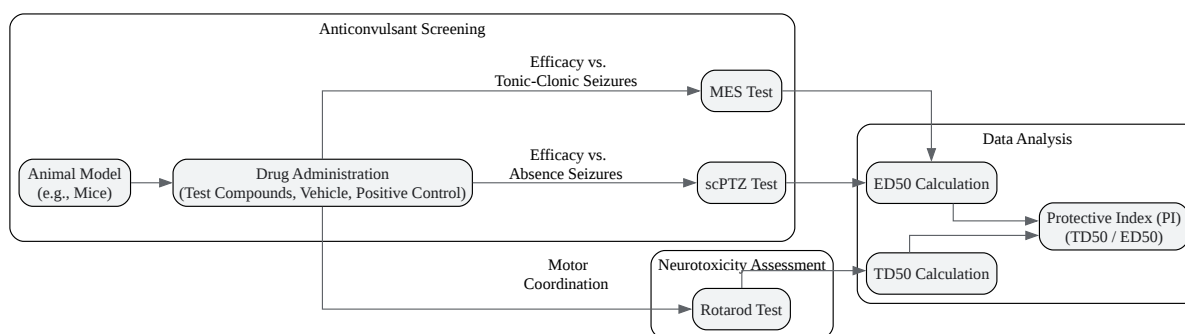 Anticonvulsant Screening
Efficacy vs.
Tonic-Clonic Seizures
MES Test
Data Analysis
Animal Model
(e.g., Mice)
Drug Administration
(Test Compounds, Vehicle, Positive Control)
Efficacy vs.
Absence Seizures
scPTZ Test
ED50 Calculation
Protective Index (PI)
(TD50 / ED50)
Motor
Coordination
Neurotoxicity Assessment
TD50 Calculation
Rotarod Test